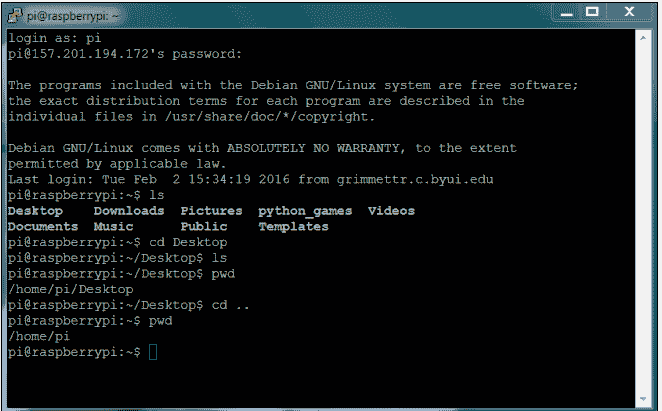 pi@raspberrypi: ~
login as: pi
pi@157.201.194.172's password:
The programs included with the Debian GNU/Linux system are free software;
the exact distribution terms for each program are described in the
individual files in /usr/share/doc/*/copyright.
Debian GNU/Linux comes with ABSOLUTELY NO WARRANTY, to the extent
permitted by applicable law.
Last login: Tue Feb  2 15:34:19 2016 from grimmettr.c.byui.edu
pi@raspberrypi:~$ ls
Desktop    Downloads  Pictures  python_games  Videos
Documents  Music      Public    Templates
pi@raspberrypi:~$ cd Desktop
pi@raspberrypi:~/Desktop$ ls
pi@raspberrypi:~/Desktop$ pwd
/home/pi/Desktop
pi@raspberrypi:~/Desktop$ cd ..
pi@raspberrypi:~$ pwd
/home/pi
pi@raspberrypi:~$